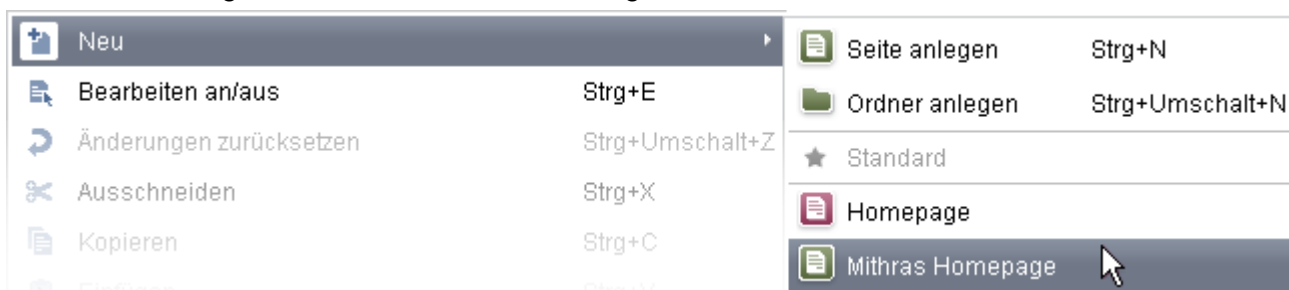 Neu
Bearbeiten an/aus Strg+E
Änderungen zurücksetzen Strg+Umschalt+Z
Ausschneiden Strg+X
Kopieren Strg+C
Seite anlegen Strg+N
Ordner anlegen Strg+Umschalt+N
Standard
Homepage
Mithras Homepage